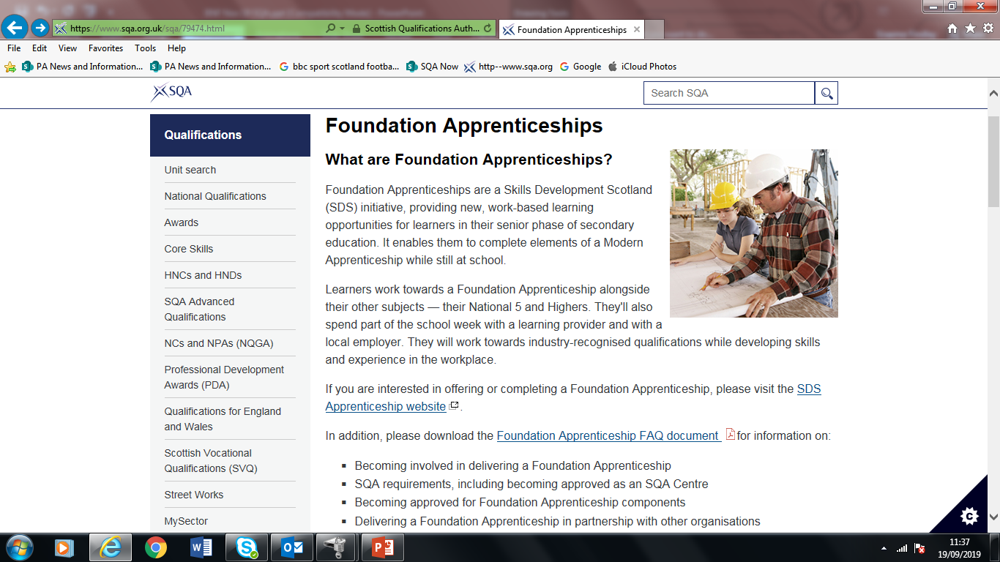 https://www.sqa.org.uk/sqa/79474.html
Scottish Qualifications Auth...
Foundation Apprenticeships
File Edit View Favorites Tools Help
PA News and Information... PA News and Information... bbc sport scotland footba... SQA Now http--www.sqa.org Google iCloud Photos
SQA
Search SQA
Qualifications
Unit search
National Qualifications
Awards
Core Skills
HNCs and HNDs
SQA Advanced
Qualifications
NCs and NPAs (NQGA)
Professional Development
Awards (PDA)
Qualifications for England
and Wales
Scottish Vocational
Qualifications (SVQ)
Street Works
MySector
Foundation Apprenticeships
What are Foundation Apprenticeships?
Foundation Apprenticeships are a Skills Development Scotland
(SDS) initiative, providing new, work-based learning
opportunities for learners in their senior phase of secondary
education. It enables them to complete elements of a Modern
Apprenticeship while still at school.
Learners work towards a Foundation Apprenticeship alongside
their other subjects — their National 5 and Highers. They'll also
spend part of the school week with a learning provider and with a
local employer. They will work towards industry-recognised qualifications while developing skills
and experience in the workplace.
If you are interested in offering or completing a Foundation Apprenticeship, please visit the SDS
Apprenticeship website .
In addition, please download the Foundation Apprenticeship FAQ document for information on:
Becoming involved in delivering a Foundation Apprenticeship
SQA requirements, including becoming approved as an SQA Centre
Becoming approved for Foundation Apprenticeship components
Delivering a Foundation Apprenticeship in partnership with other organisations
C
11:37
19/09/2019